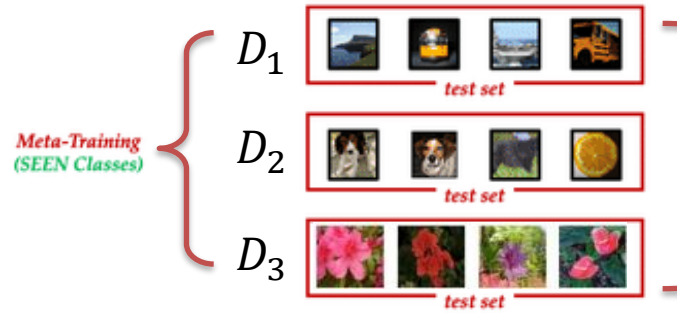 D₁
test set
Meta-Training
(SEEN Classes)
D₂
test set
D₃
test set